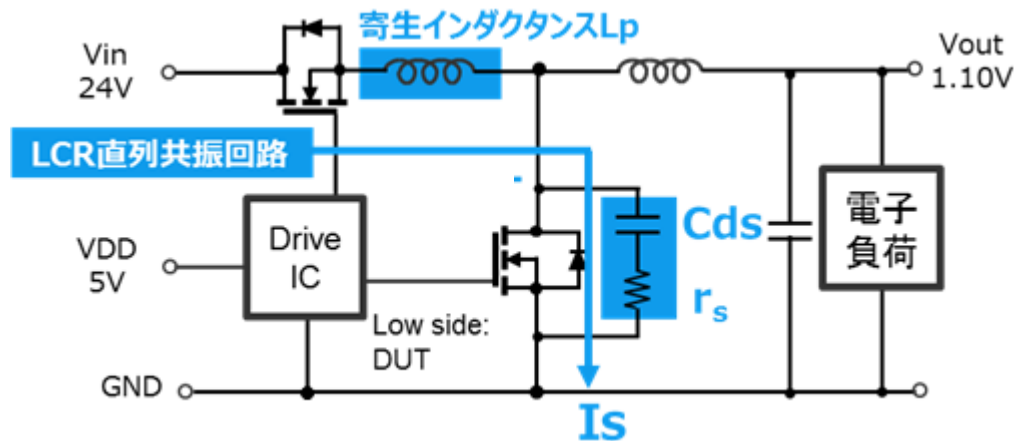 寄生インダクタンスLp
Vin
24V
Vout
1.10V
LCR直列共振回路
Cds
電子
負荷
VDD
5V
Drive
IC
rs
Low side:
DUT
GND
Is